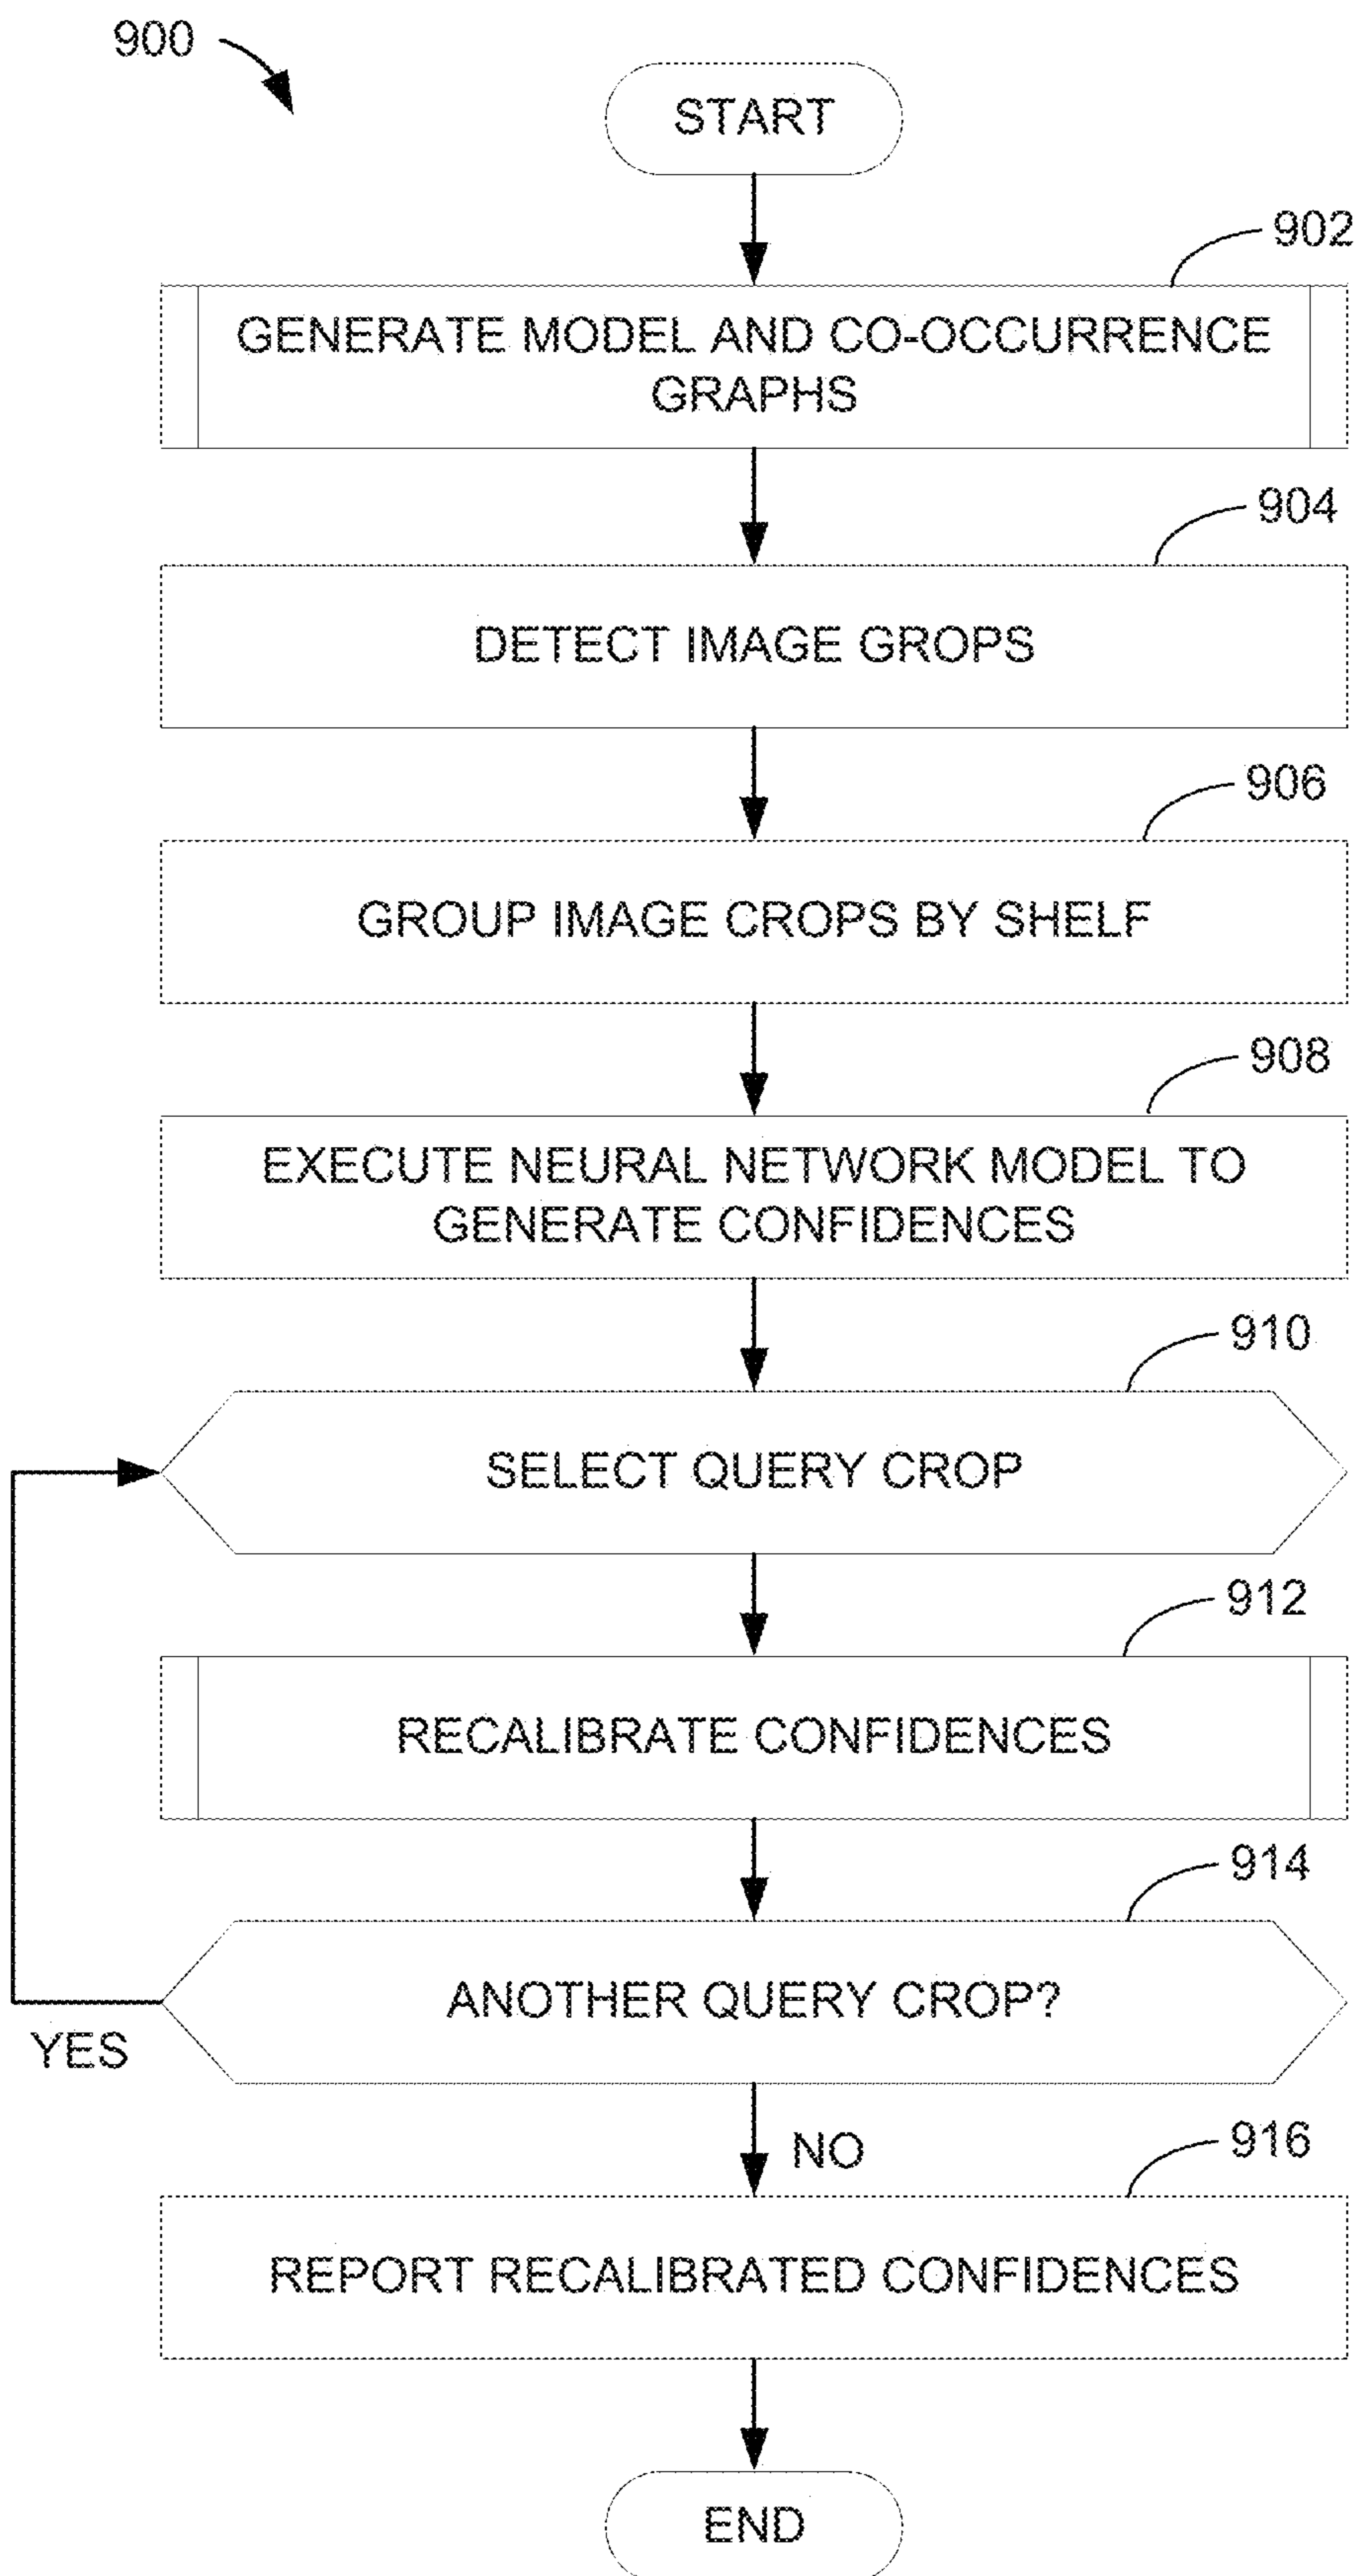 900
START
902
GENERATE MODEL AND CO-OCCURRENCE
GRAPHS
904
DETECT IMAGE GROPS
906
GROUP IMAGE CROPS BY SHELF
908
EXECUTE NEURAL NETWORK MODEL TO
GENERATE CONFIDENCES
910
SELECT QUERY CROP
912
RECALIBRATE CONFIDENCES
914
ANOTHER QUERY CROP?
YES
NO
916
REPORT RECALIBRATED CONFIDENCES
END